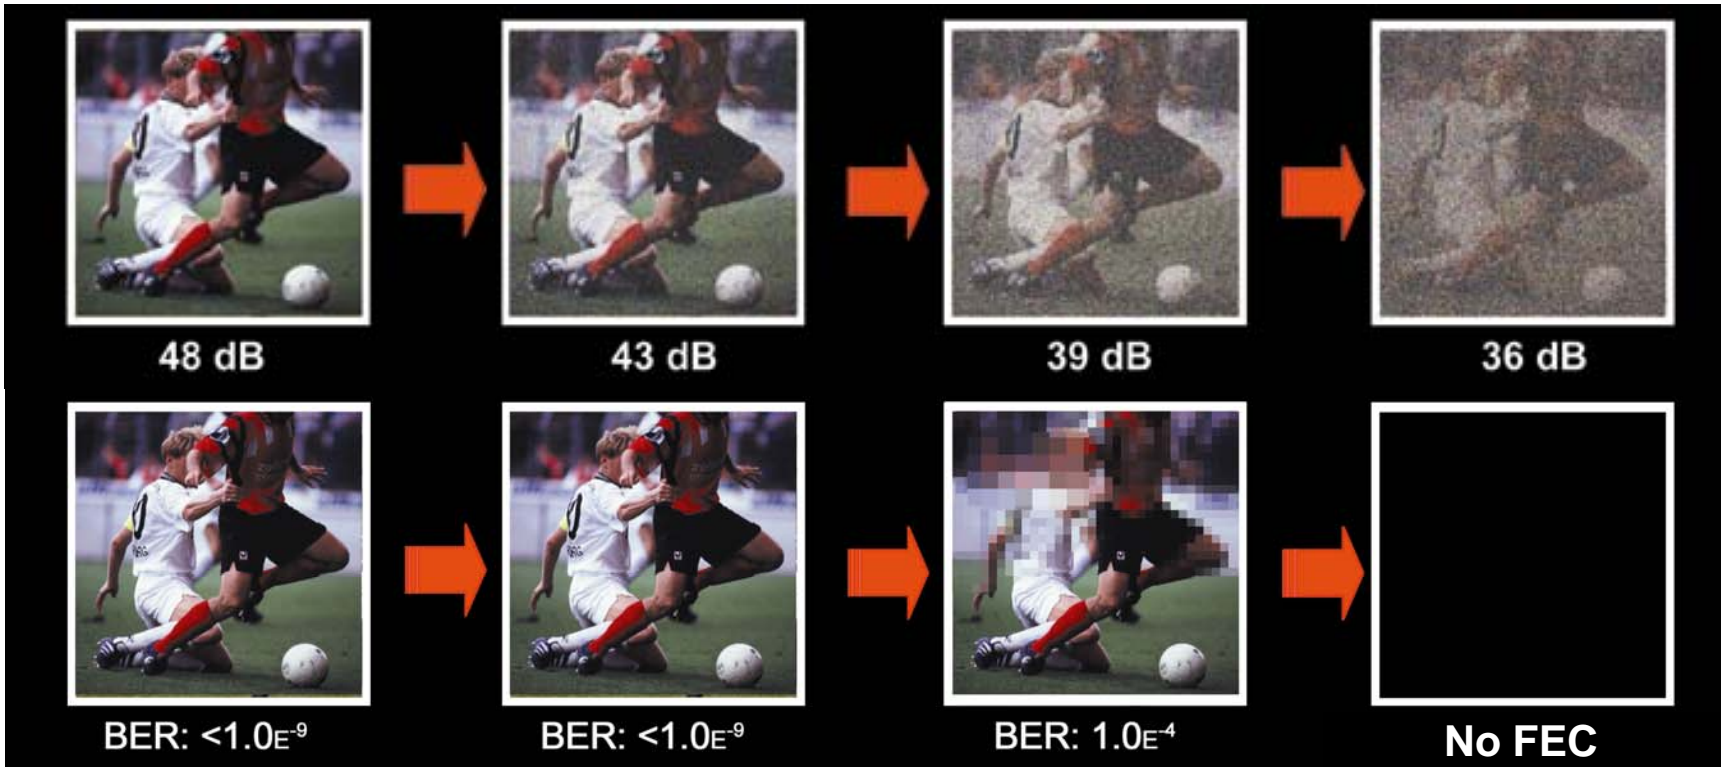 48 dB
43 dB
39 dB
36 dB
BER: <1.0E-9
BER: <1.0E-9
BER: 1.0E-4
No FEC